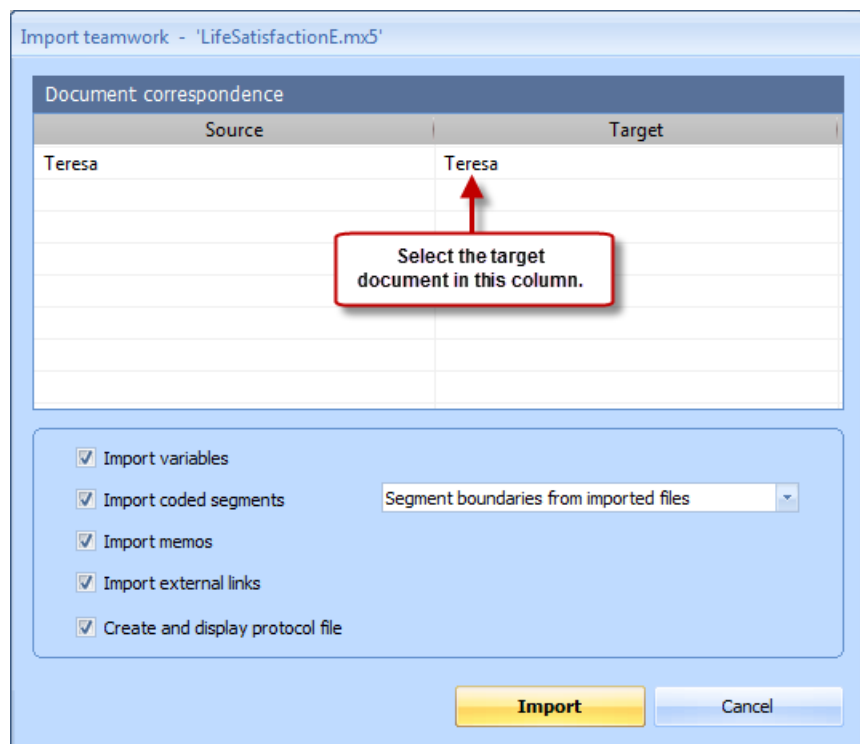 Import teamwork - 'LifeSatisfactionE.mx5'
Document correspondence
Source Target
Teresa Teresa
Select the target
document in this column.
Import variables
Import coded segments Segment boundaries from imported files
Import memos
Import external links
Create and display protocol file
Import Cancel